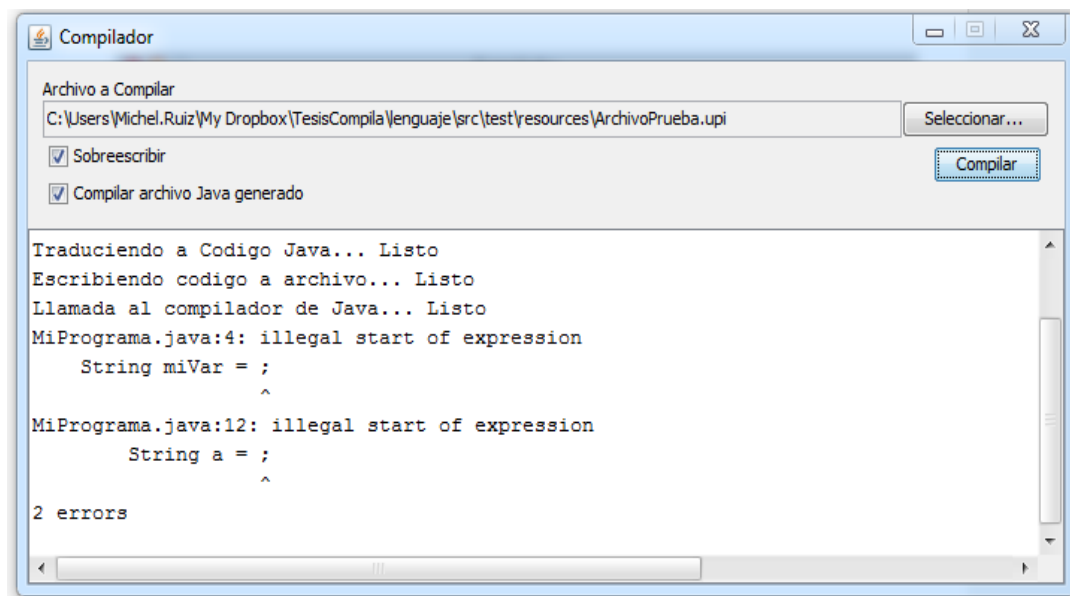 Compilador
Archivo a Compilar
C:\Users\Michel.Ruiz\My Dropbox\TesisCompila\lenguaje\src\test\resources\ArchivoPrueba.upi
Seleccionar...
Sobreescribir
Compilar
Compilar archivo Java generado
Traduciendo a Codigo Java... Listo
Escribiendo codigo a archivo... Listo
Llamada al compilador de Java... Listo
MiPrograma.java:4: illegal start of expression
    String miVar = ;
                   ^
MiPrograma.java:12: illegal start of expression
        String a = ;
                   ^
2 errors